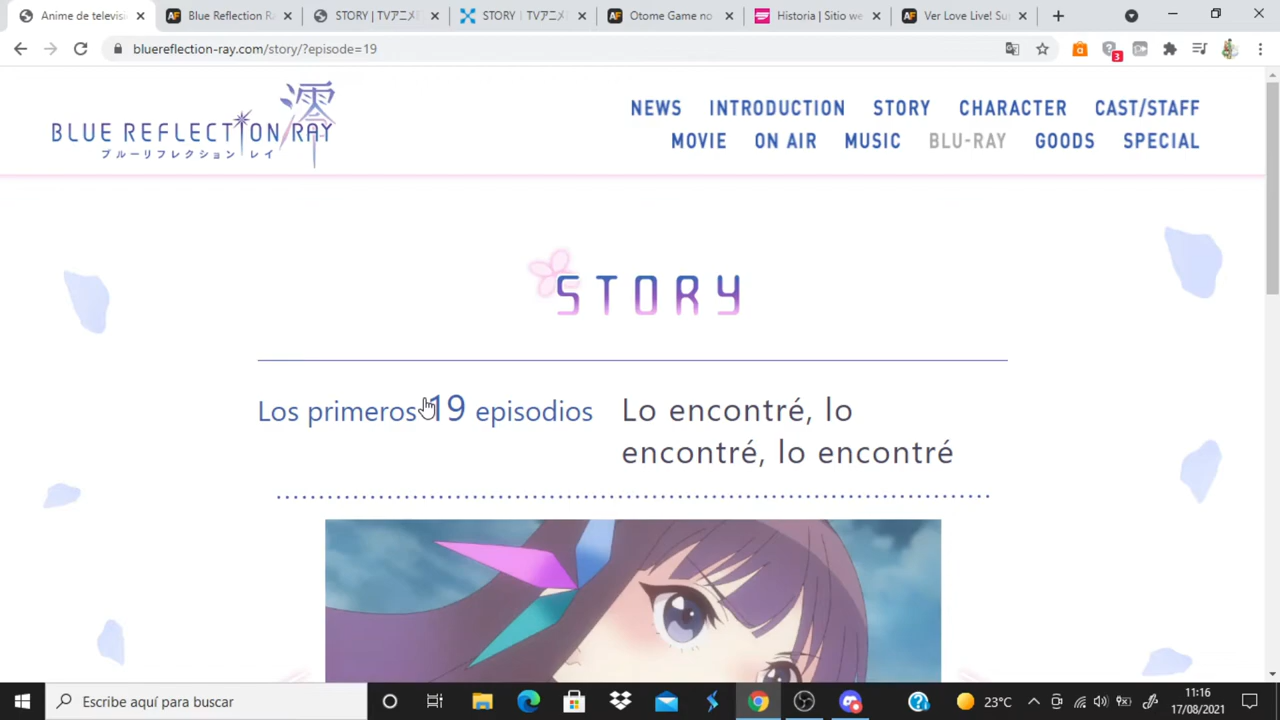 Anime de televisi
Blue Reflection R
STORY | TVアニメ
STORY | TVアニメ
Otome Game no
Historia | Sitio we
Ver Love Live! Su
bluereflection-ray.com/story/?episode=19
3
澪
BLUE REFLECTION RAY
ブルーリフレクション レイ
NEWS INTRODUCTION STORY CHARACTER CAST/STAFF
MOVIE ON AIR MUSIC BLU-RAY GOODS SPECIAL
STORY
Los primeros 19 episodios
Lo encontré, lo
encontré, lo encontré
Escribe aquí para buscar
23°C
11:16
17/08/2021